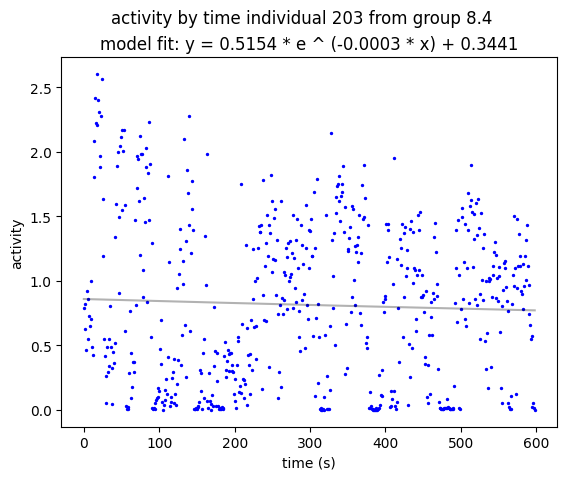 activity by time individual 203 from group 8.4
model fit: y = 0.5154 * e ^ (-0.0003 * x) + 0.3441
2.5
2.0
1.5
1.0
0.5
0.0
activity
0 100 200 300 400 500 600
time (s)